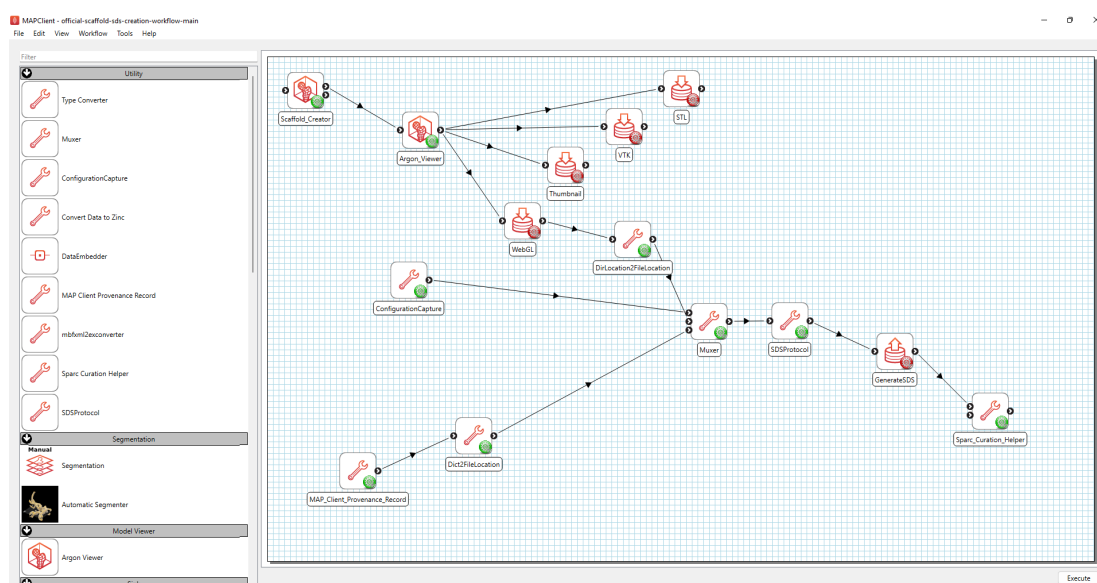 MAPClient - official-scaffold-sds-creation-workflow-main
File Edit View Workflow Tools Help
Filter
Utility
Type Converter
Muxer
ConfigurationCapture
Convert Data to Zinc
DataEmbedder
MAP Client Provenance Record
mbfxml2exconverter
Sparc Curation Helper
SDSProtocol
Segmentation
Manual
Segmentation
Automatic Segmenter
Model Viewer
Argon Viewer
Scaffold_Creator
Argon_Viewer
STL
VTK
Thumbnail
WebGL
DirLocation2FileLocation
ConfigurationCapture
Muxer
SDSProtocol
GenerateSDS
Sparc_Curation_Helper
Dict2FileLocation
MAP_Client_Provenance_Record
Execute